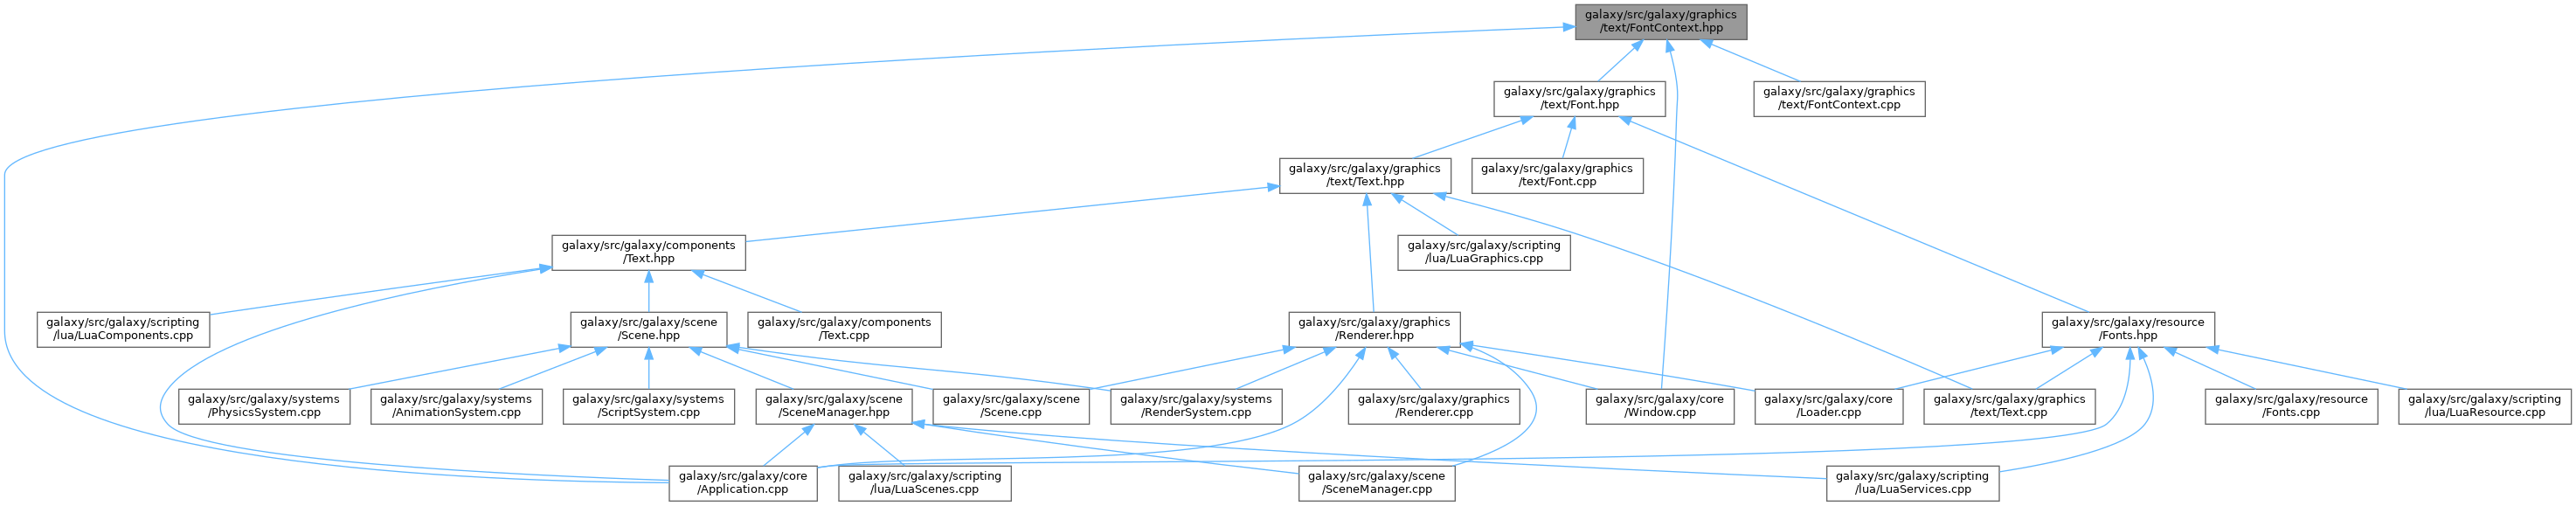 galaxy/src/galaxy/graphics
/text/FontContext.hpp
galaxy/src/galaxy/graphics
/text/Font.hpp
galaxy/src/galaxy/graphics
/text/FontContext.cpp
galaxy/src/galaxy/graphics
/text/Text.hpp
galaxy/src/galaxy/graphics
/text/Font.cpp
galaxy/src/galaxy/components
/Text.hpp
galaxy/src/galaxy/scripting
/lua/LuaGraphics.cpp
galaxy/src/galaxy/scripting
/lua/LuaComponents.cpp
galaxy/src/galaxy/scene
/Scene.hpp
galaxy/src/galaxy/components
/Text.cpp
galaxy/src/galaxy/graphics
/Renderer.hpp
galaxy/src/galaxy/resource
/Fonts.hpp
galaxy/src/galaxy/systems
/PhysicsSystem.cpp
galaxy/src/galaxy/systems
/AnimationSystem.cpp
galaxy/src/galaxy/systems
/ScriptSystem.cpp
galaxy/src/galaxy/scene
/SceneManager.hpp
galaxy/src/galaxy/scene
/Scene.cpp
galaxy/src/galaxy/systems
/RenderSystem.cpp
galaxy/src/galaxy/graphics
/Renderer.cpp
galaxy/src/galaxy/core
/Window.cpp
galaxy/src/galaxy/core
/Loader.cpp
galaxy/src/galaxy/graphics
/text/Text.cpp
galaxy/src/galaxy/resource
/Fonts.cpp
galaxy/src/galaxy/scripting
/lua/LuaResource.cpp
galaxy/src/galaxy/core
/Application.cpp
galaxy/src/galaxy/scripting
/lua/LuaScenes.cpp
galaxy/src/galaxy/scene
/SceneManager.cpp
galaxy/src/galaxy/scripting
/lua/LuaServices.cpp